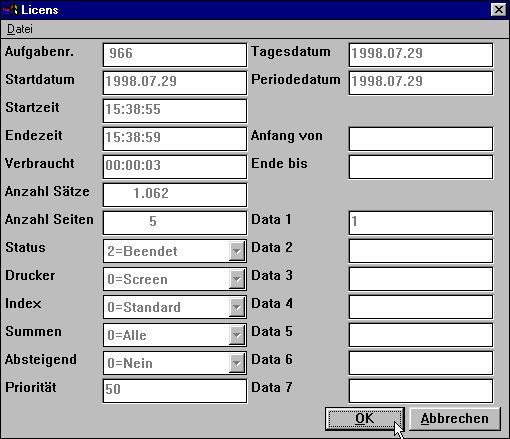 Licens
Datei
Aufgabenr. 966 Tagesdatum 1998.07.29
Startdatum 1998.07.29 Periodedatum 1998.07.29
Startzeit 15:38:55
Endezeit 15:38:59 Anfang von
Verbraucht 00:00:03 Ende bis
Anzahl Sätze 1.062
Anzahl Seiten 5 Data 1 1
Status 2=Beendet Data 2
Drucker 0=Screen Data 3
Index 0=Standard Data 4
Summen 0=Alle Data 5
Absteigend 0=Nein Data 6
Priorität 50 Data 7
OK Abbrechen